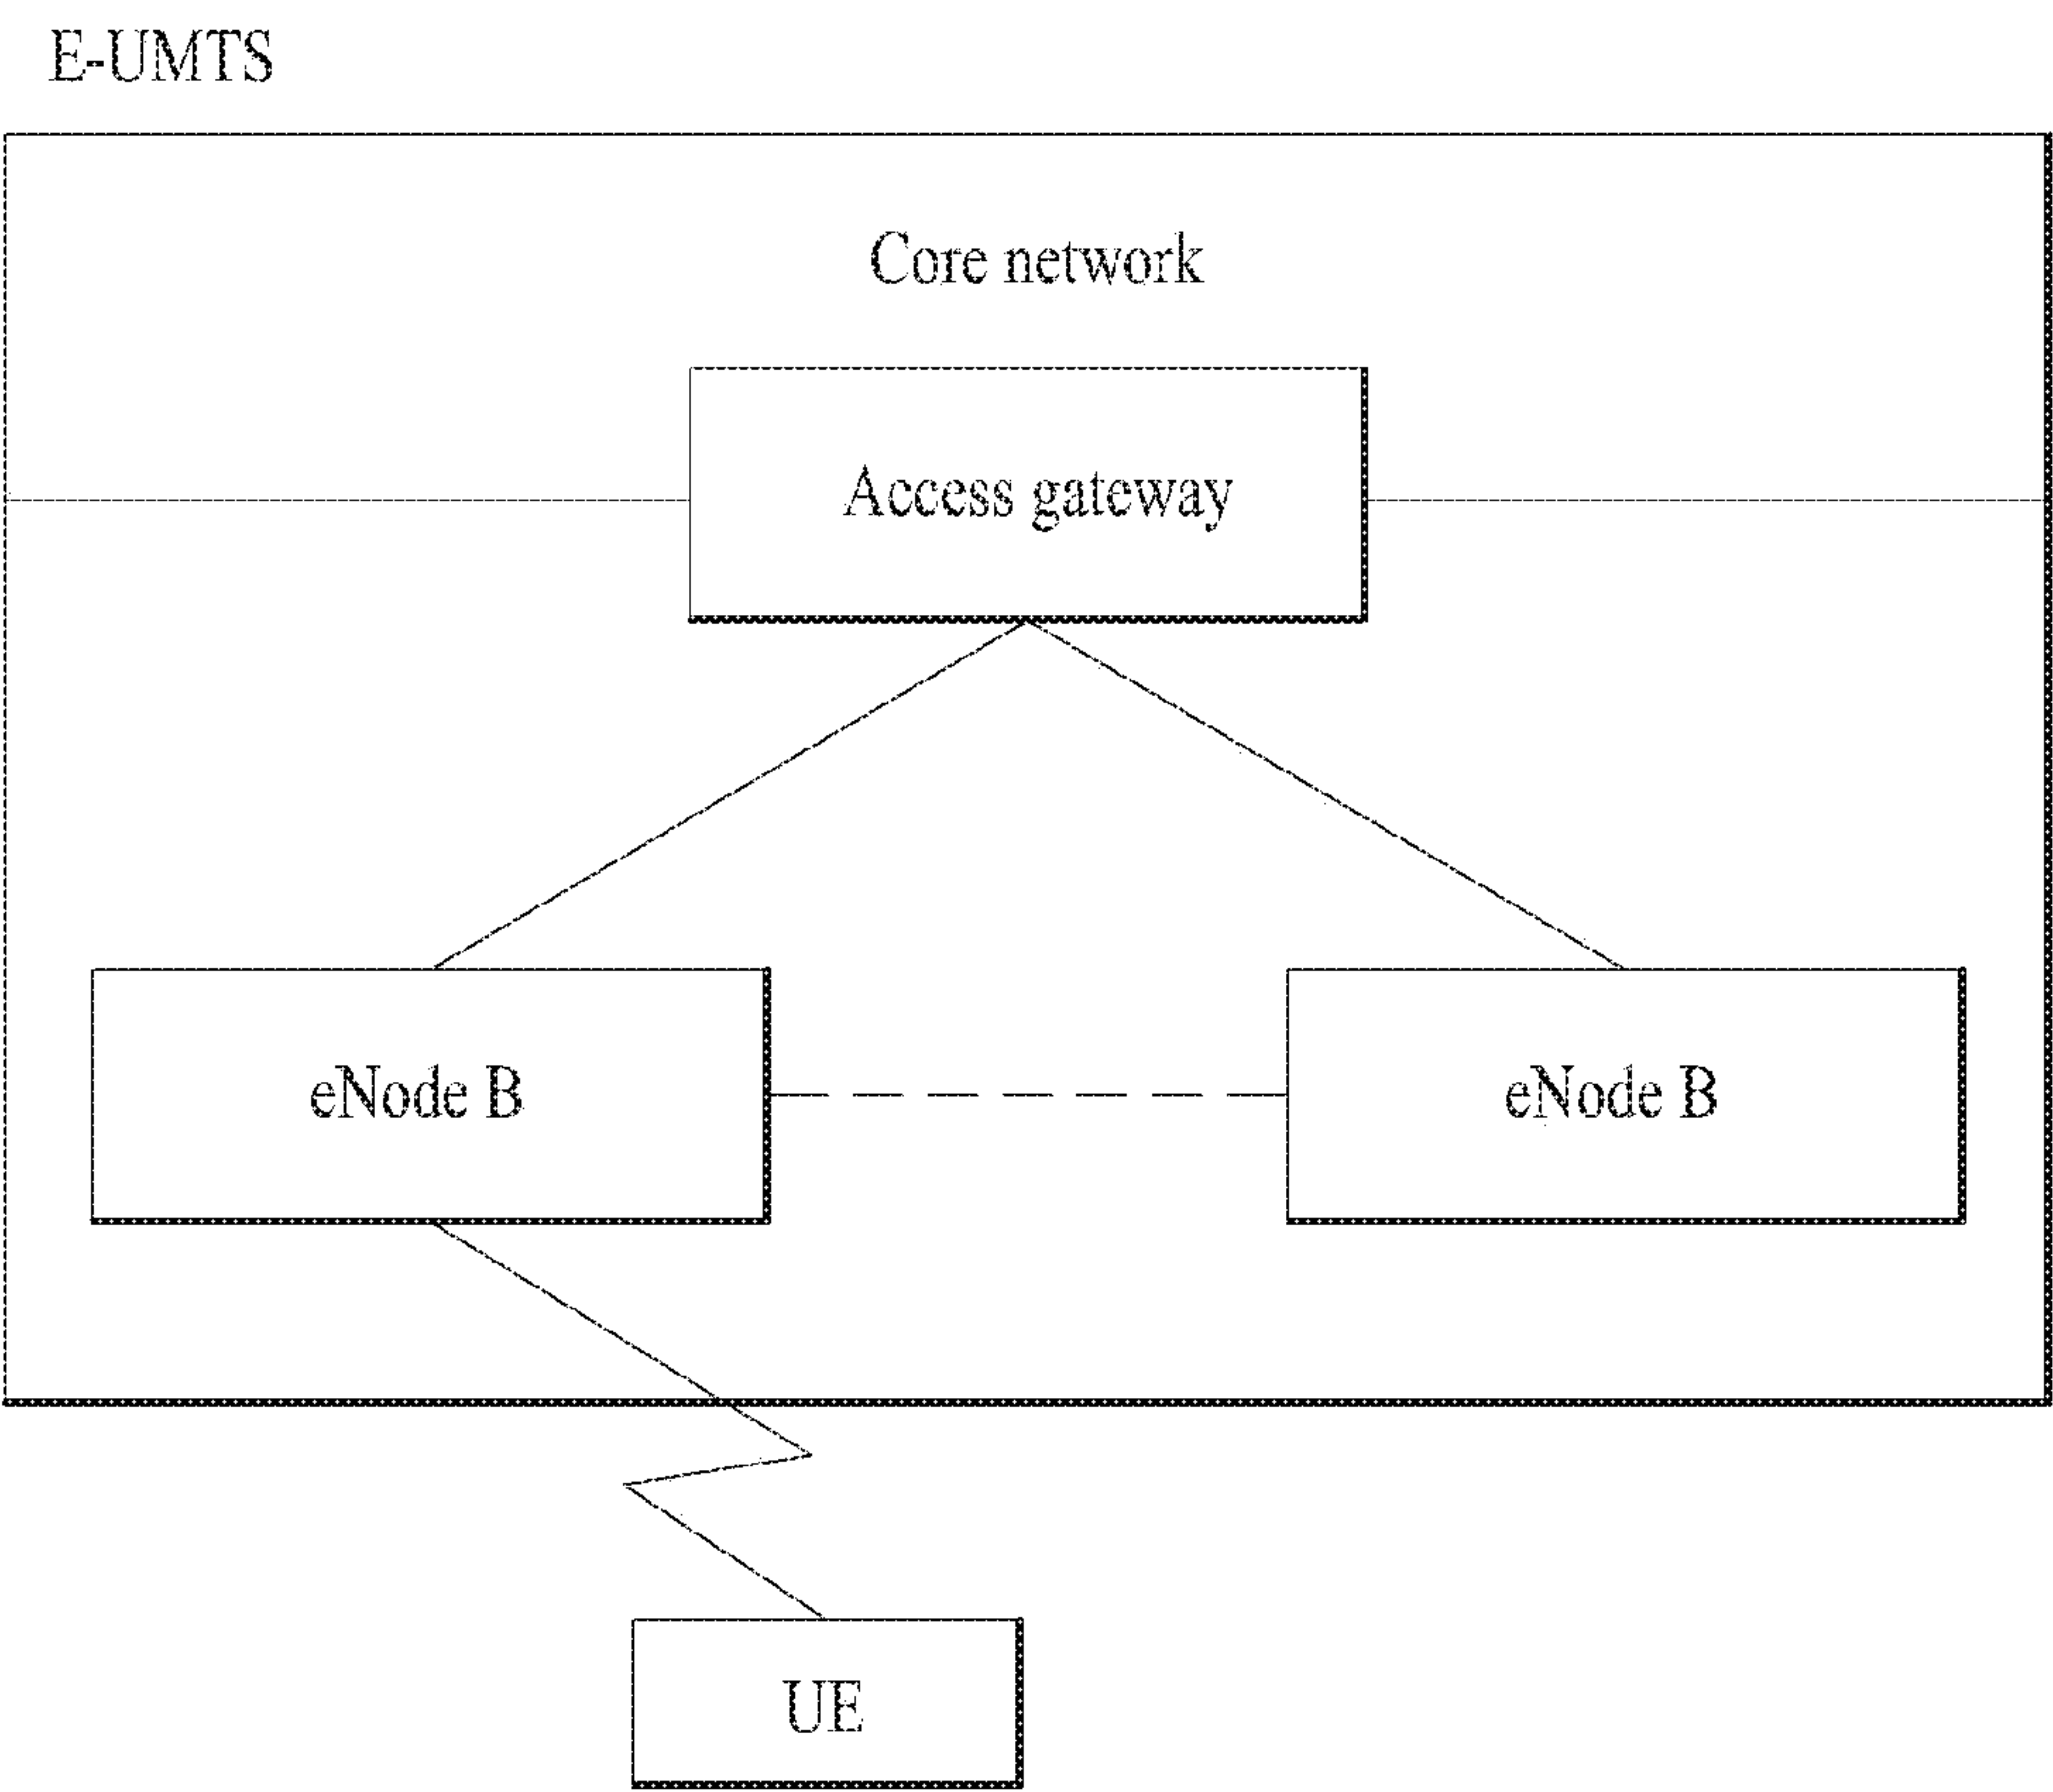 E-UMTS
Core network
Access gateway
eNode B
eNode B
UE